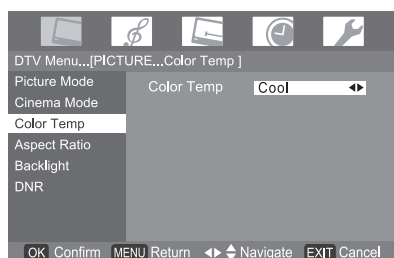 DTV Menu...[PICTURE...Color Temp ]
Picture Mode
Color Temp Cool
Cinema Mode
Color Temp
Aspect Ratio
Backlight
DNR
OK Confirm MENU Return Navigate EXIT Cancel